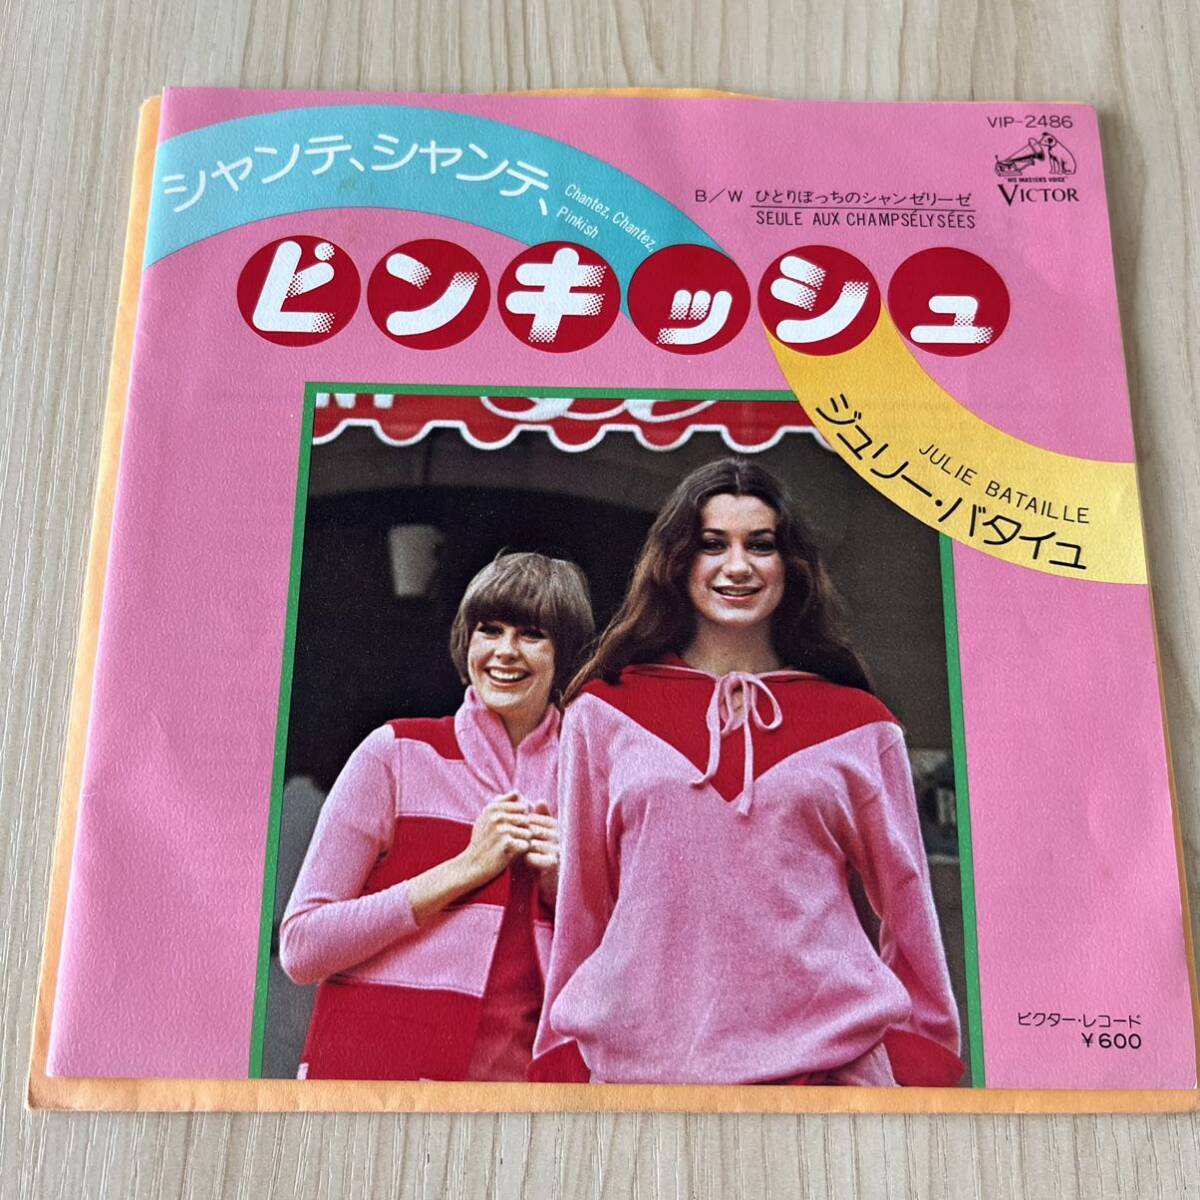 シャンテ、シャンテ、
Chantez, Chantez,
Pinkish
ピンキッシュ
VIP-2486
"HIS MASTER'S VOICE"
VICTOR
B/W ひとりぼっちのシャンゼリーゼ
SEULE AUX CHAMPSÉLYSÉES
JULIE BATAILLE
ジュリー・バタイユ
ビクター・レコード
¥600